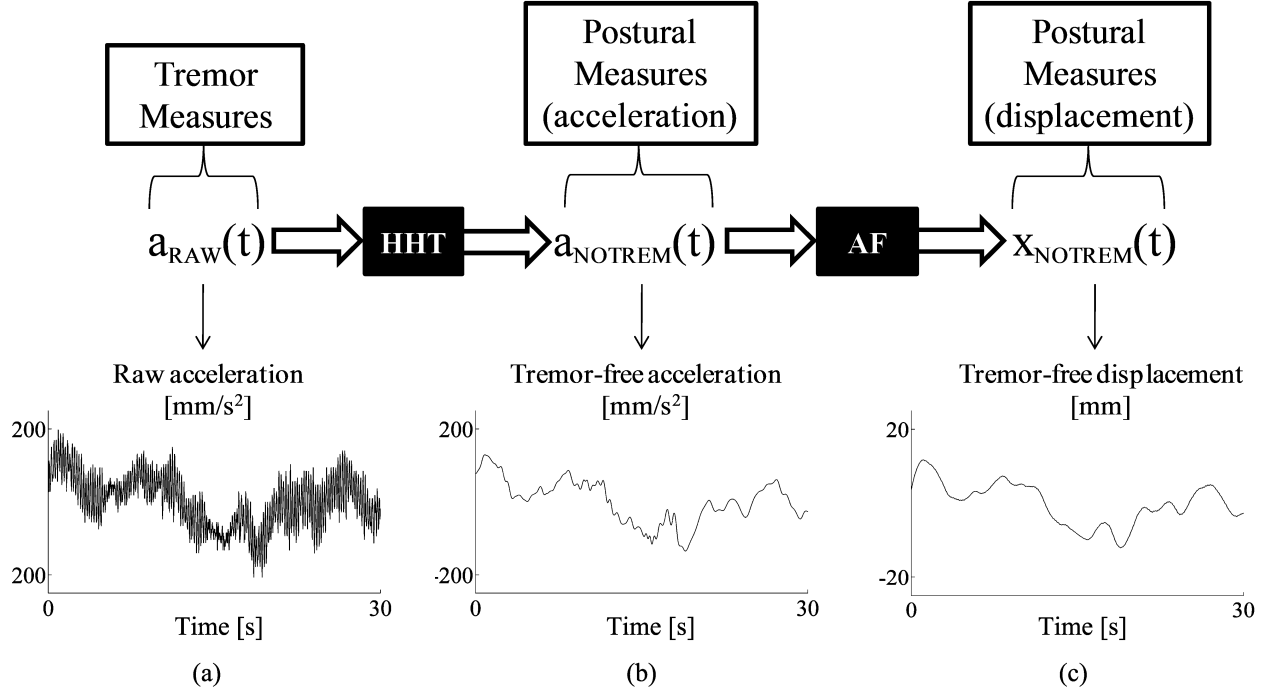 Tremor
Measures
Postural
Measures
(acceleration)
Postural
Measures
(displacement)
aRAW(t)
HHT
aNOTREM(t)
AF
xNOTREM(t)
Raw acceleration
[mm/s²]
200
200
0
30
Time [s]
(a)
Tremor-free acceleration
[mm/s²]
200
-200
0
30
Time [s]
(b)
Tremor-free displacement
[mm]
20
-20
0
30
Time [s]
(c)